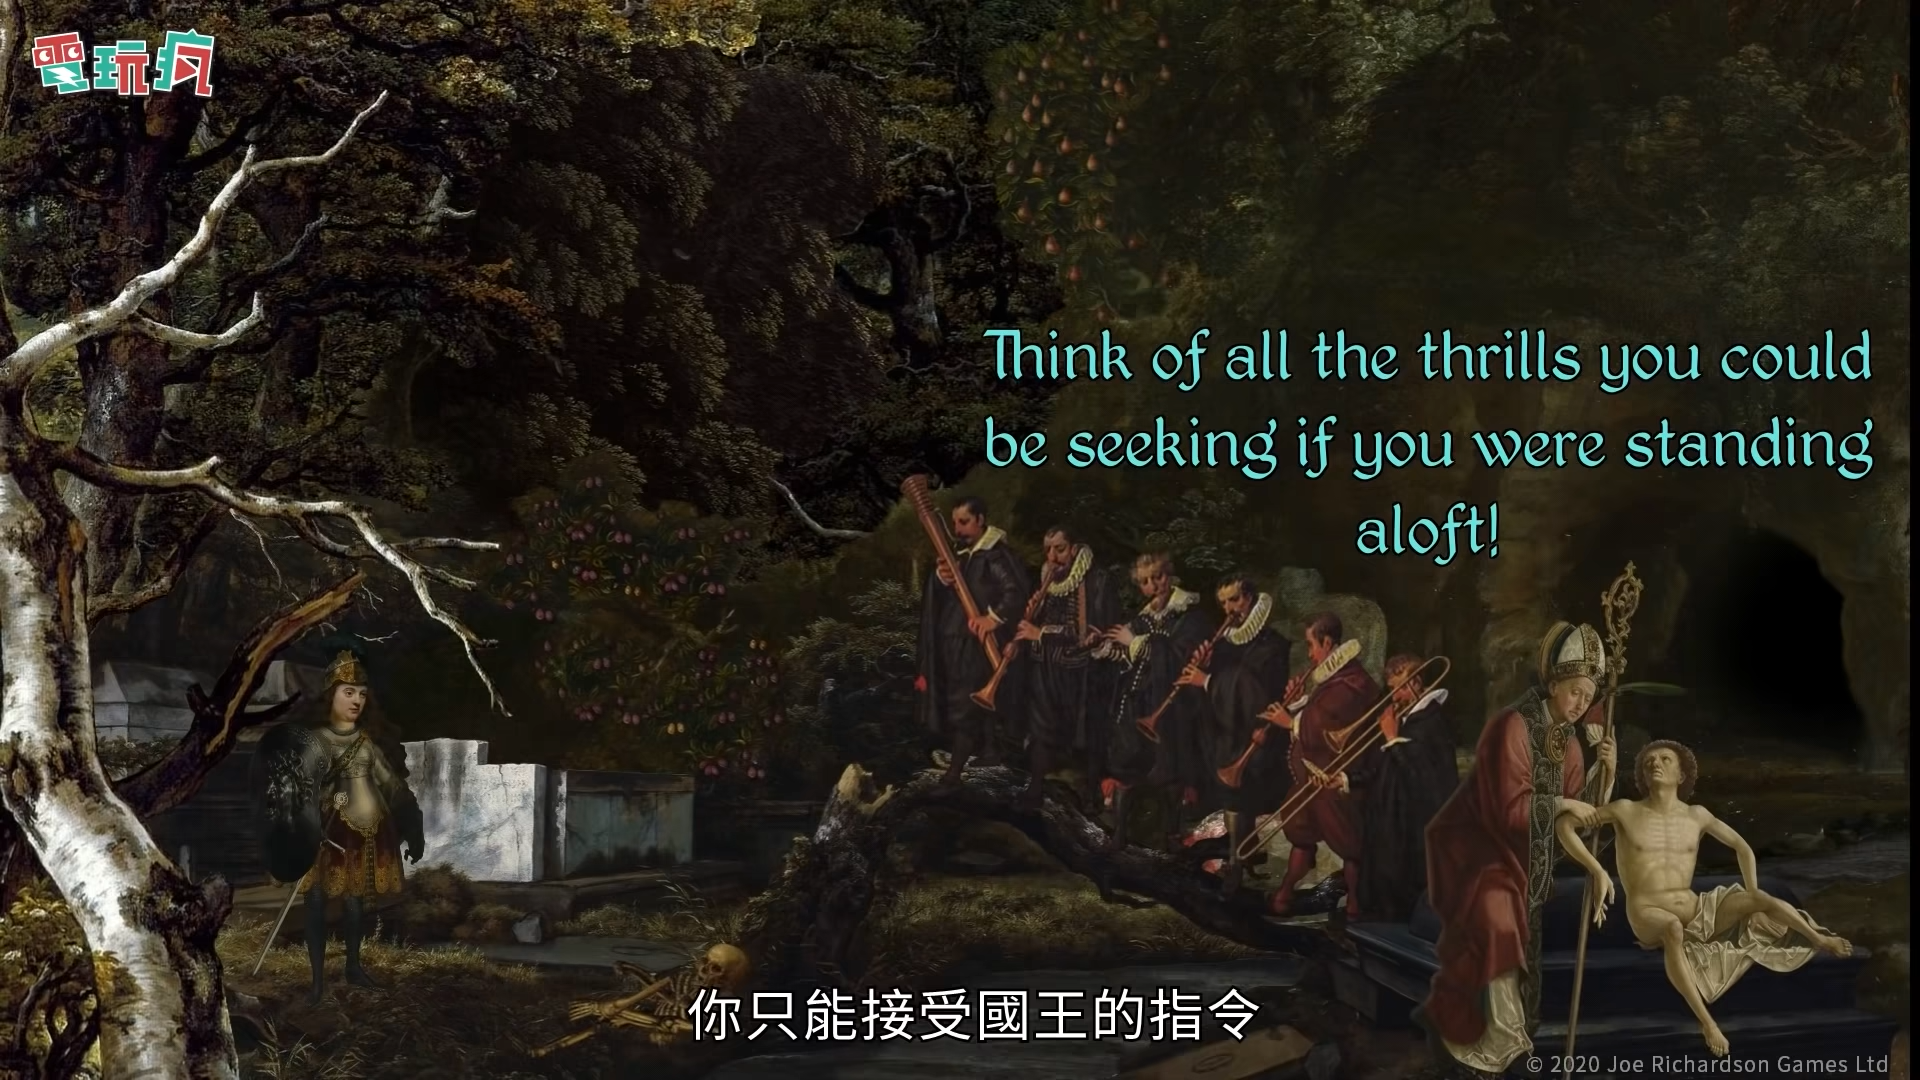 電玩瘋
Think of all the thrills you could
be seeking if you were standing
aloft!
你只能接受國王的指令
© 2020 Joe Richardson Games Ltd